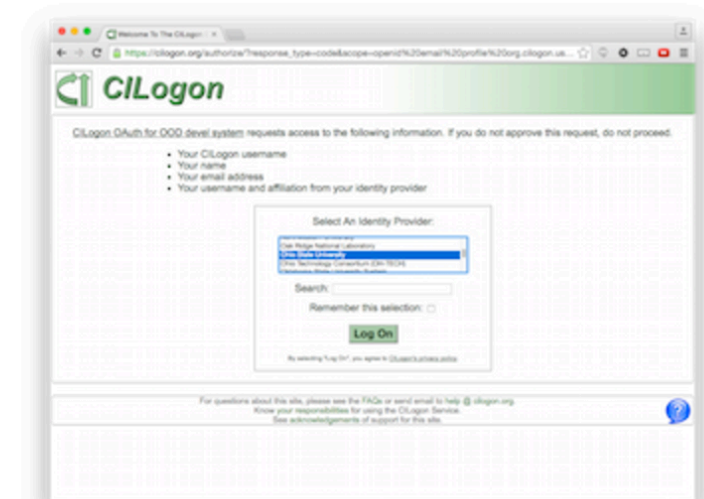 Welcome To The CILogon
https://cilogon.org/authorize/?response_type=code&scope=openid%20email%20profile%20org.cilogon.us...
CILogon
CILogon OAuth for OOD devel system requests access to the following information. If you do not approve this request, do not proceed.
Your CILogon username
Your name
Your email address
Your username and affiliation from your identity provider
Select An Identity Provider:
Oak Ridge National Laboratory
Ohio State University
Ohio Technology Consortium (OH-TECH)
Oklahoma State University System
Search:
Remember this selection:
Log On
By selecting "Log On", you agree to CILogon's privacy policy
For questions about this site, please see the FAQs or send email to help @ cilogon.org.
Know your responsibilities for using the CILogon Service.
See acknowledgements of support for this site.